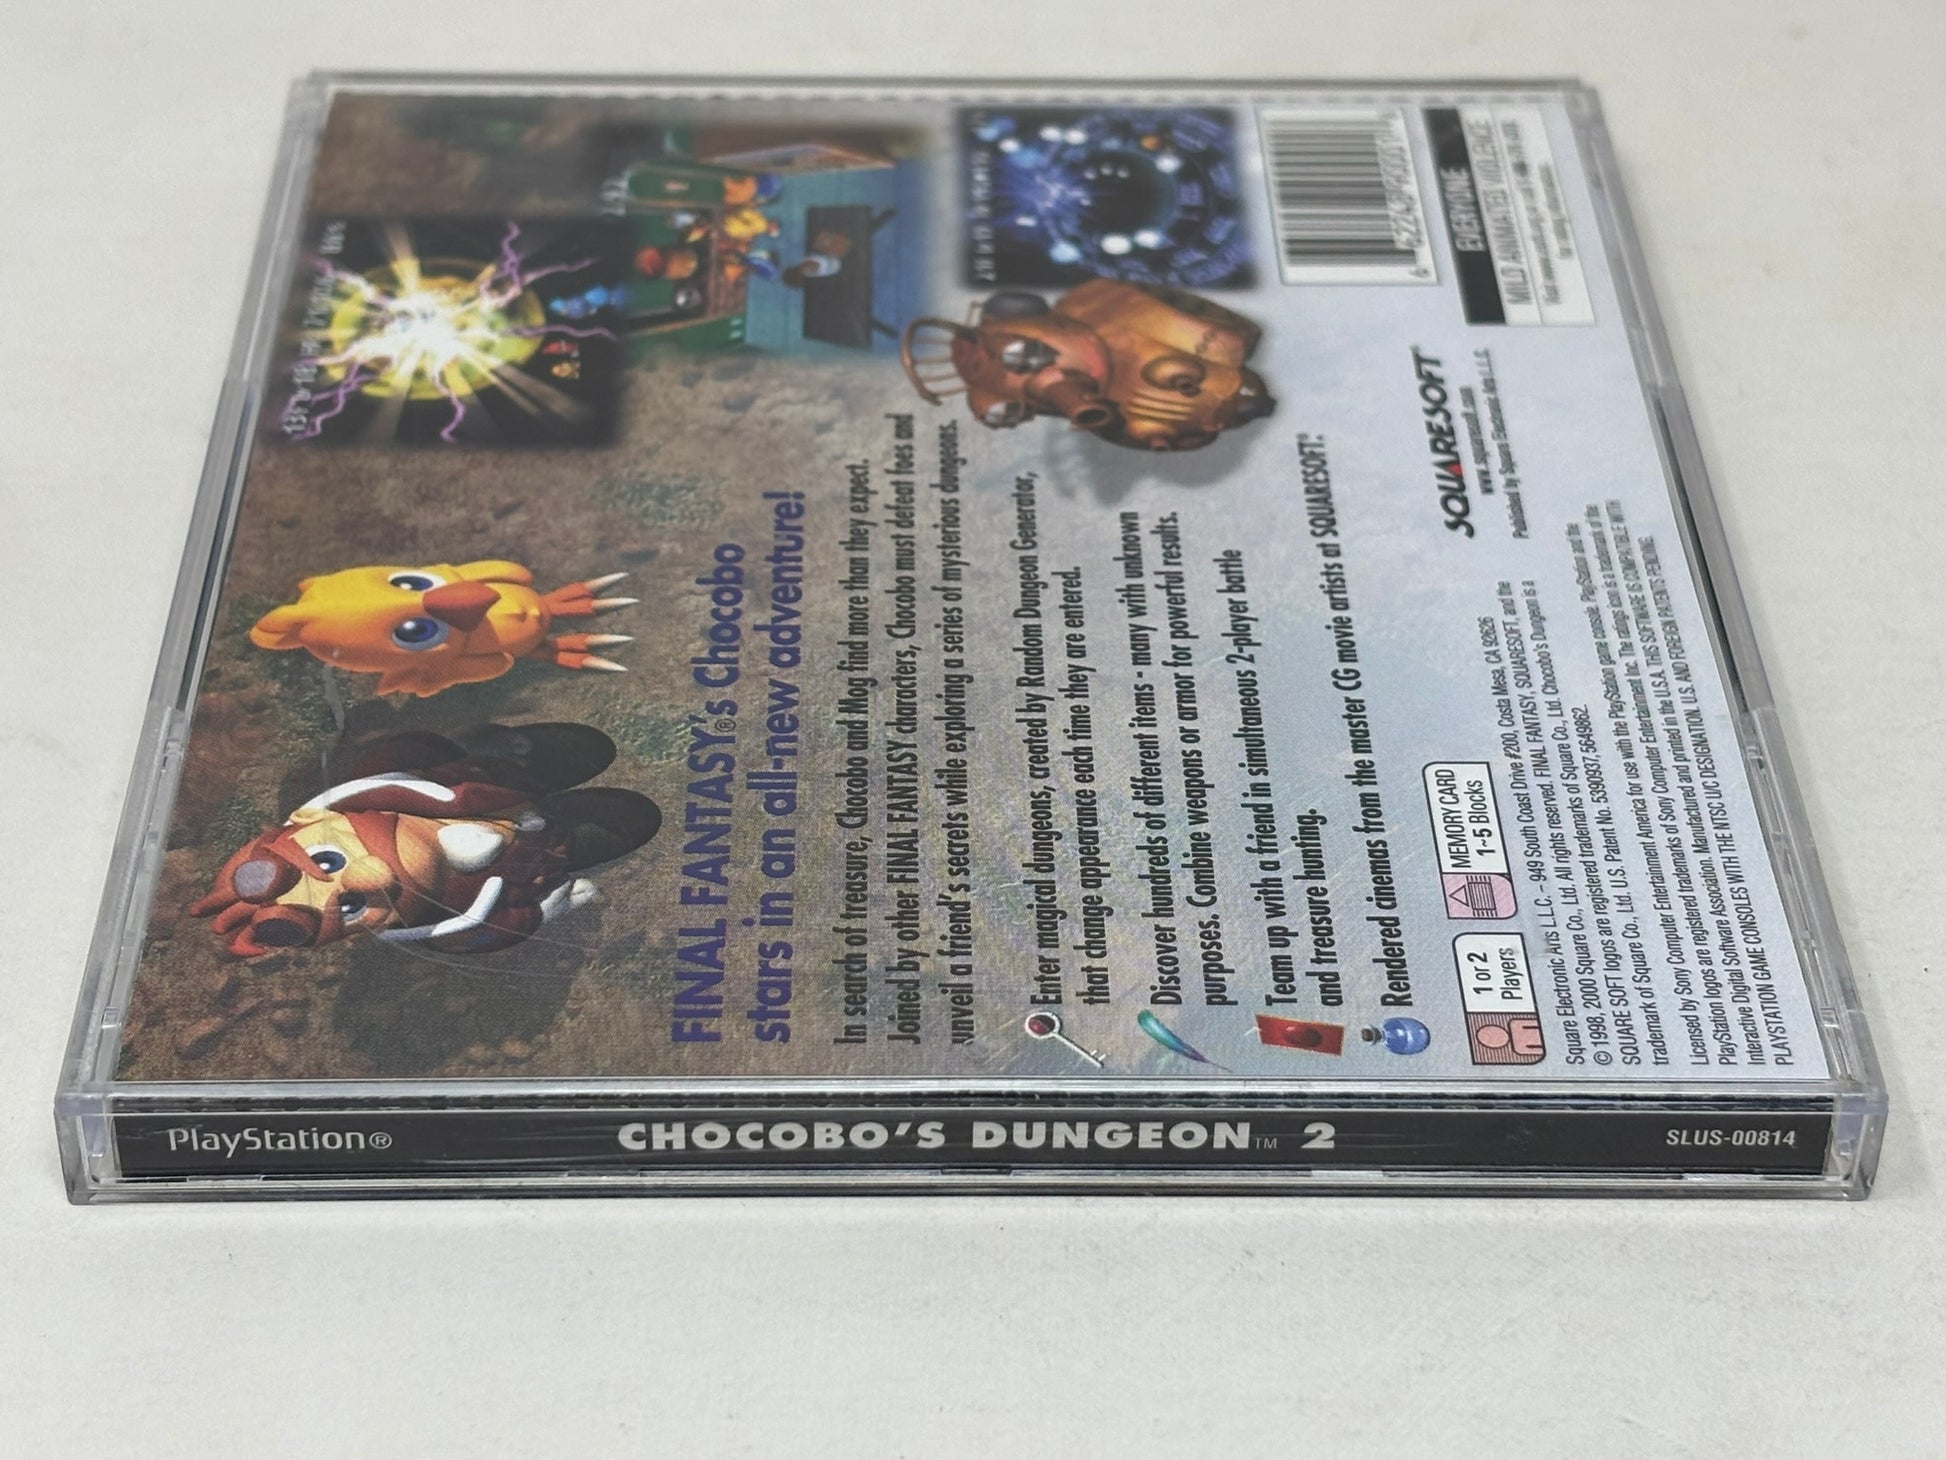 FINAL FANTASY®'s Chocobo
stars in an all-new adventure!
In search of treasure, Chocobo and Mog find more than they expect.
Joined by other FINAL FANTASY characters, Chocobo must defeat foes and
unveil a friend's secrets while exploring a series of mysterious dungeons.
Enter magical dungeons, created by Random Dungeon Generator,
that change appearance each time they are entered.
Discover hundreds of different items - many with unknown
purposes. Combine weapons or armor for powerful results.
Team up with a friend in simultaneous 2-player battle
and treasure hunting.
Rendered cinemas from the master CG movie artists at SQUARESOFT.
1 or 2
Players
MEMORY CARD
1-5 Blocks
SQUARESOFT
www.squaresoft.com
Published by Square Electronic Arts L.L.C.
EVERYONE
MILD ANIMATED VIOLENCE
Square Electronic Arts L.L.C. - 949 South Coast Drive #200, Costa Mesa, CA 92626
© 1998, 2000 Square Co., Ltd. All rights reserved. FINAL FANTASY, SQUARESOFT, and the
SQUARE SOFT logos are registered trademarks of Square Co., Ltd. Chocobo's Dungeon is a
trademark of Square Co., Ltd. U.S. Patent No. 5390937, 5649862.
Licensed by Sony Computer Entertainment America for use with the PlayStation game console. PlayStation and the
PlayStation logos are registered trademarks of Sony Computer Entertainment Inc. The ratings icon is a trademark of the
Interactive Digital Software Association. Manufactured and printed in the U.S.A. THIS SOFTWARE IS COMPATIBLE WITH
PLAYSTATION GAME CONSOLES WITH THE NTSC U/C DESIGNATION. U.S. AND FOREIGN PATENTS PENDING.
PlayStation®
CHOCOBO'S DUNGEON™ 2
SLUS-00814